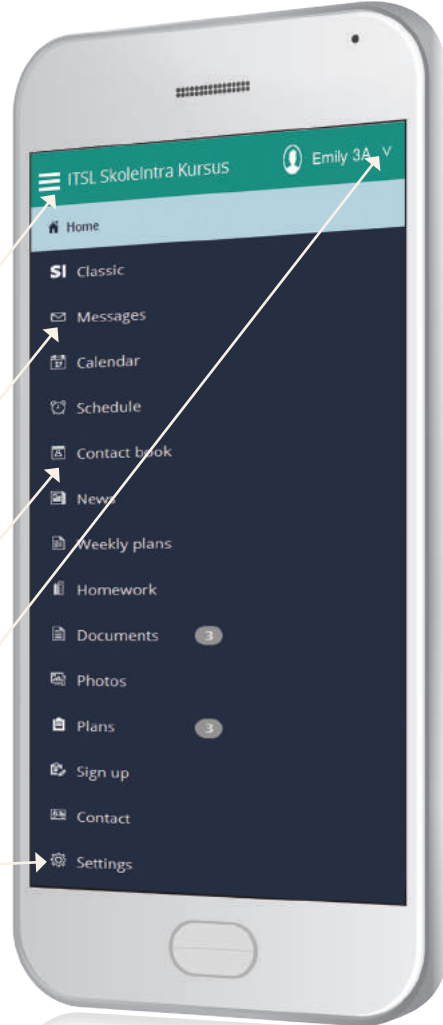 ITSL SkoleIntra Kursus Emily 3A
Home
SI Classic
Messages
Calendar
Schedule
Contact book
News
Weekly plans
Homework
Documents 3
Photos
Plans 3
Sign up
Contact
Settings